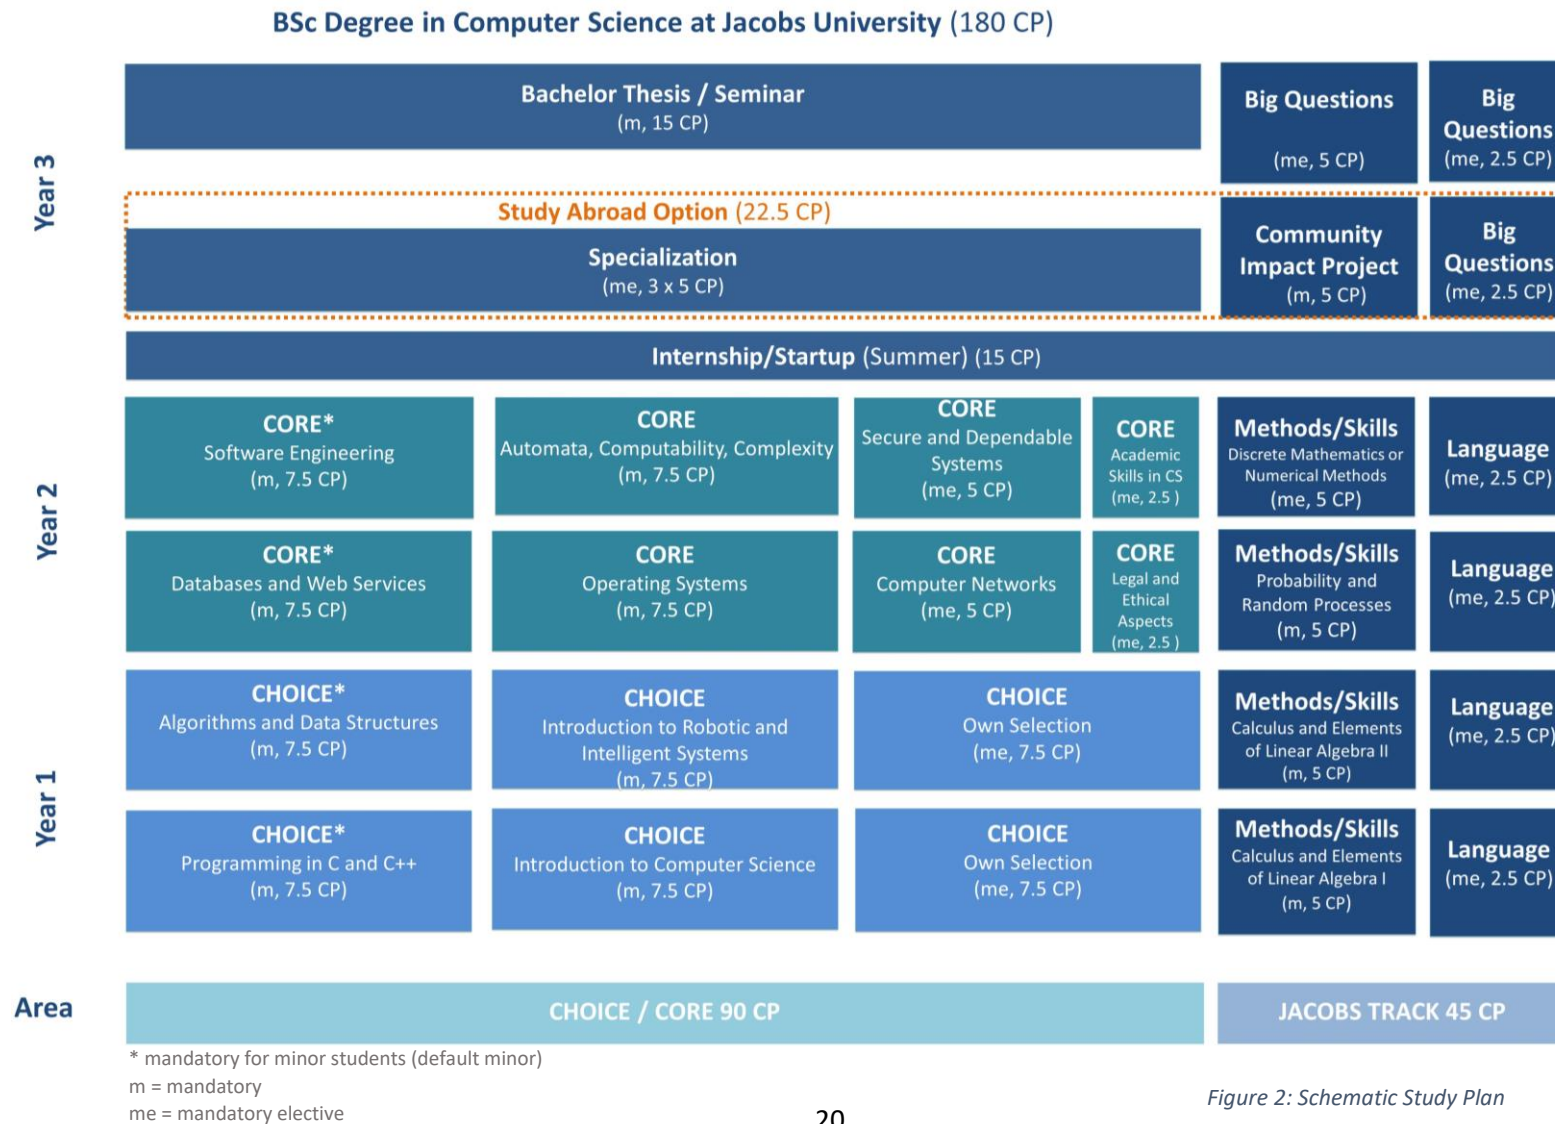 BSc Degree in Computer Science at Jacobs University (180 CP)
Year 3
Bachelor Thesis / Seminar
(m, 15 CP)
Big Questions
(me, 5 CP)
Big
Questions
(me, 2.5 CP)
Study Abroad Option (22.5 CP)
Specialization
(me, 3 x 5 CP)
Community
Impact Project
(m, 5 CP)
Big
Questions
(me, 2.5 CP)
Internship/Startup (Summer) (15 CP)
Year 2
CORE*
Software Engineering
(m, 7.5 CP)
CORE
Automata, Computability, Complexity
(m, 7.5 CP)
CORE
Secure and Dependable
Systems
(me, 5 CP)
CORE
Academic
Skills in CS
(me, 2.5 )
Methods/Skills
Discrete Mathematics or
Numerical Methods
(me, 5 CP)
Language
(me, 2.5 CP)
CORE*
Databases and Web Services
(m, 7.5 CP)
CORE
Operating Systems
(m, 7.5 CP)
CORE
Computer Networks
(me, 5 CP)
CORE
Legal and
Ethical
Aspects
(me, 2.5 )
Methods/Skills
Probability and
Random Processes
(m, 5 CP)
Language
(me, 2.5 CP)
Year 1
CHOICE*
Algorithms and Data Structures
(m, 7.5 CP)
CHOICE
Introduction to Robotic and
Intelligent Systems
(m, 7.5 CP)
CHOICE
Own Selection
(me, 7.5 CP)
Methods/Skills
Calculus and Elements
of Linear Algebra II
(m, 5 CP)
Language
(me, 2.5 CP)
CHOICE*
Programming in C and C++
(m, 7.5 CP)
CHOICE
Introduction to Computer Science
(m, 7.5 CP)
CHOICE
Own Selection
(me, 7.5 CP)
Methods/Skills
Calculus and Elements
of Linear Algebra I
(m, 5 CP)
Language
(me, 2.5 CP)
Area
CHOICE / CORE 90 CP
JACOBS TRACK 45 CP
* mandatory for minor students (default minor)
m = mandatory
me = mandatory elective
Figure 2: Schematic Study Plan
20